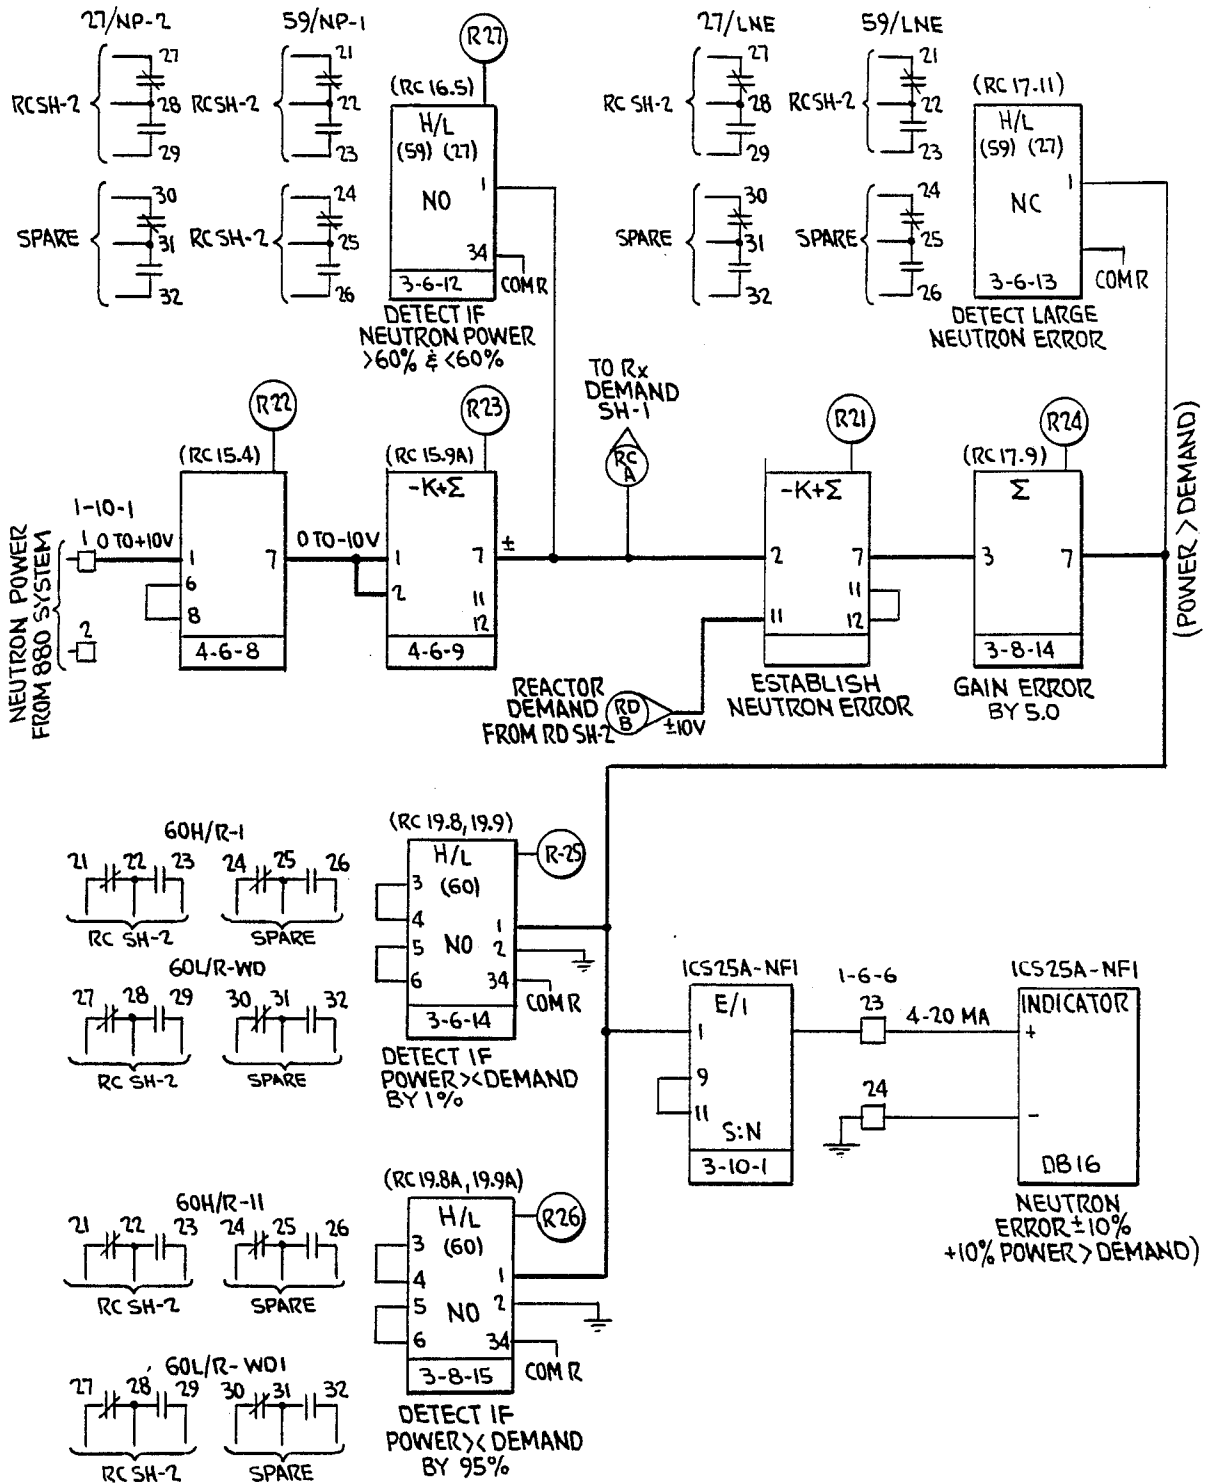 27/NP-2
59/NP-1
R27
27/LNE
59/LNE
RCSH-2
27
28
29
RCSH-2
21
22
23
(RC 16.5)
H/L
(59) (27)
NO
1
34
COMR
3-6-12
DETECT IF
NEUTRON POWER
>60% & <60%
SPARE
30
31
32
RCSH-2
24
25
26
RCSH-2
27
28
29
RCSH-2
21
22
23
(RC 17.11)
H/L
(59) (27)
NC
1
COMR
3-6-13
DETECT LARGE
NEUTRON ERROR
SPARE
30
31
32
SPARE
24
25
26
NEUTRON POWER
FROM 880 SYSTEM
1-10-1
1
0 TO +10V
2
R22
(RC 15.4)
1
6
8
7
4-6-8
0 TO -10V
R23
(RC 15.9A)
-K+Σ
1
2
7
11
12
4-6-9
±
TO Rx
DEMAND
SH-1
RC
A
R21
-K+Σ
2
11
7
11
12
ESTABLISH
NEUTRON ERROR
REACTOR
DEMAND
FROM RD SH-2
RD
B
±10V
R24
(RC 17.9)
Σ
3
7
3-8-14
GAIN ERROR
BY 5.0
(POWER > DEMAND)
60H/R-1
21 22 23
RC SH-2
24 25 26
SPARE
60L/R-WD
27 28 29
RC SH-2
30 31 32
SPARE
(RC 19.8, 19.9)
R-25
H/L
(60)
3
4
5
6
NO
1
2
34
COMR
3-6-14
DETECT IF
POWER >< DEMAND
BY 1%
ICS25A-NFI
E/I
1
9
11
S:N
3-10-1
1-6-6
23
4-20 MA
24
ICS25A-NFI
INDICATOR
+
-
DB16
NEUTRON
ERROR ±10%
+10% POWER > DEMAND)
60H/R-11
21 22 23
RC SH-2
24 25 26
SPARE
60L/R-WD1
27 28 29
RC SH-2
30 31 32
SPARE
(RC 19.8A, 19.9A)
R26
H/L
(60)
3
4
5
6
NO
1
2
34
COM R
3-8-15
DETECT IF
POWER >< DEMAND
BY 95%